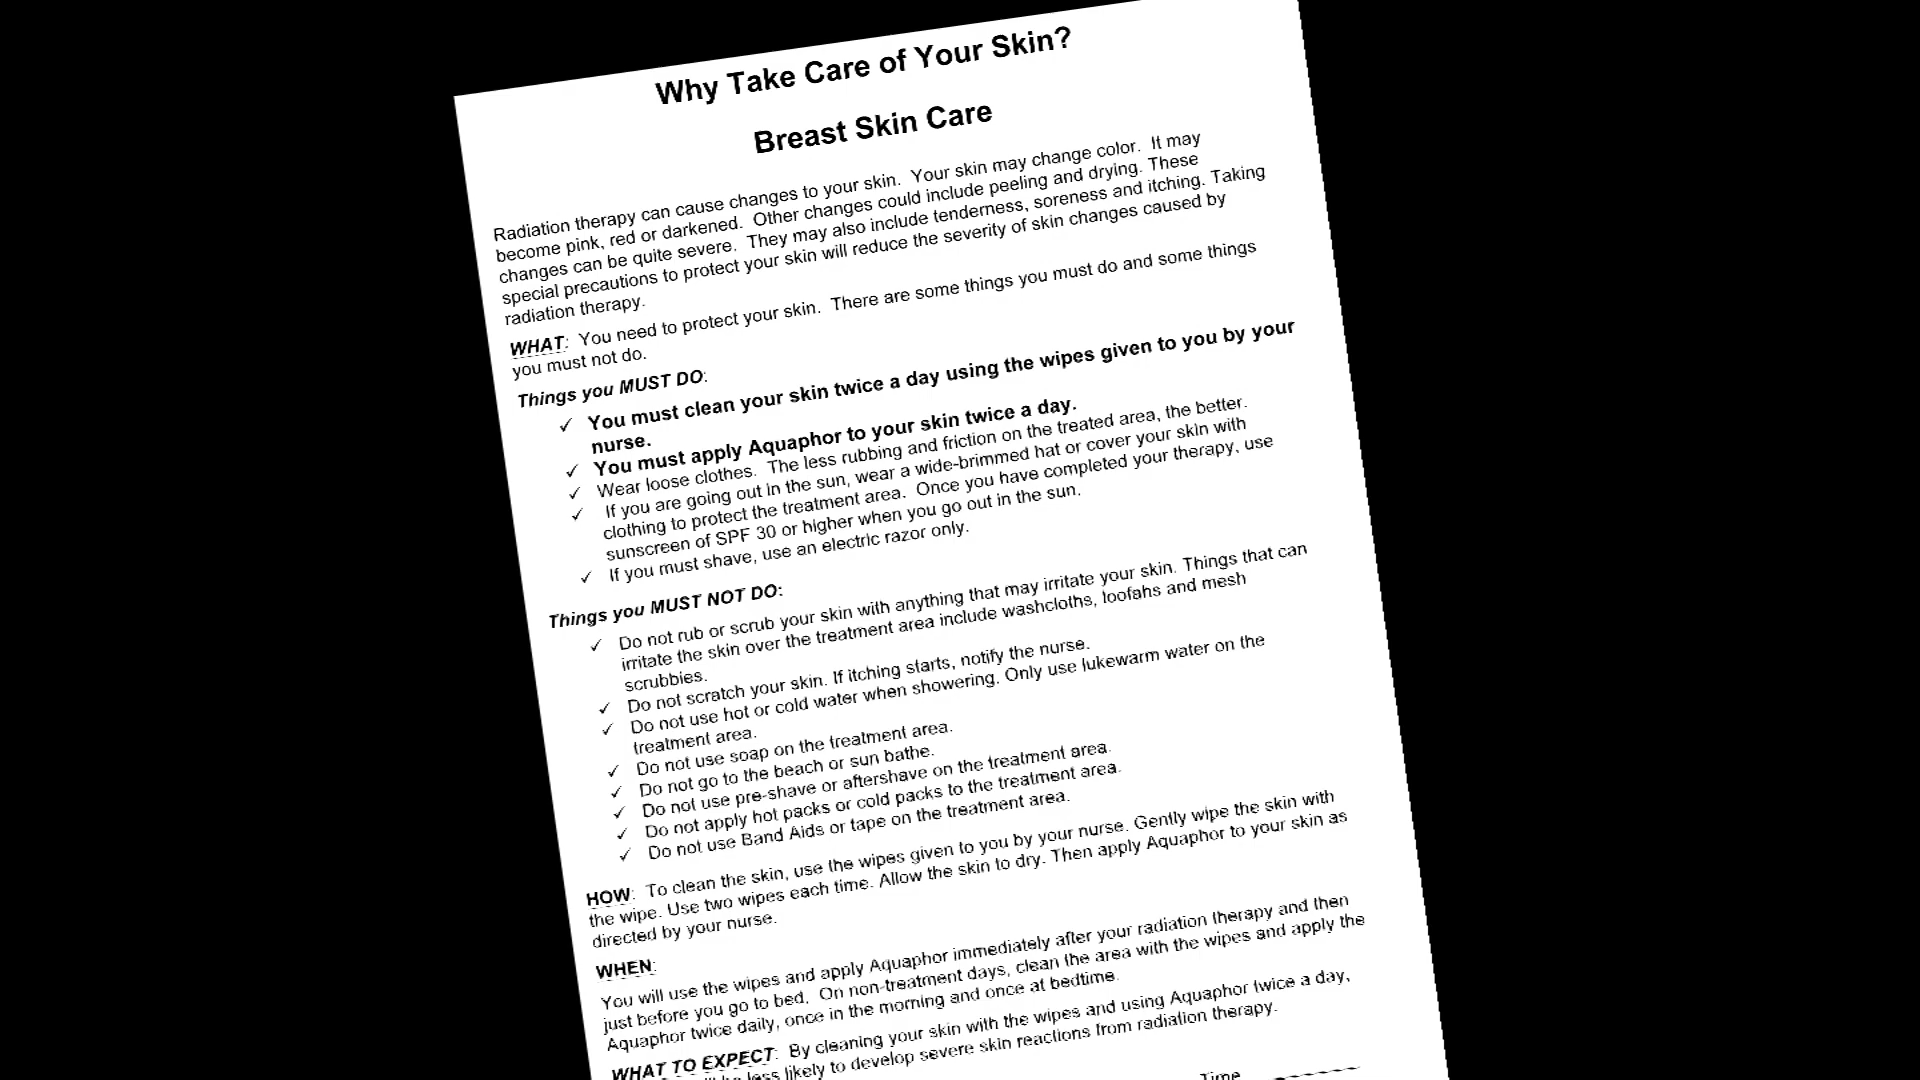 Why Take Care of Your Skin?
Breast Skin Care
Radiation therapy can cause changes to your skin. Your skin may change color. It may
become pink, red or darkened. Other changes could include peeling and drying. These
changes can be quite severe. They may also include tenderness, soreness and itching. Taking
special precautions to protect your skin will reduce the severity of skin changes caused by
radiation therapy.
WHAT: You need to protect your skin. There are some things you must do and some things
you must not do.
Things you MUST DO:
✓ You must clean your skin twice a day using the wipes given to you by your
nurse.
✓ You must apply Aquaphor to your skin twice a day.
✓ Wear loose clothes. The less rubbing and friction on the treated area, the better.
✓ If you are going out in the sun, wear a wide-brimmed hat or cover your skin with
clothing to protect the treatment area. Once you have completed your therapy, use
sunscreen of SPF 30 or higher when you go out in the sun.
✓ If you must shave, use an electric razor only.
Things you MUST NOT DO:
✓ Do not rub or scrub your skin with anything that may irritate your skin. Things that can
irritate the skin over the treatment area include washcloths, loofahs and mesh
scrubbies.
✓ Do not scratch your skin. If itching starts, notify the nurse.
✓ Do not use hot or cold water when showering. Only use lukewarm water on the
treatment area.
✓ Do not use soap on the treatment area.
✓ Do not go to the beach or sun bathe.
✓ Do not use pre-shave or aftershave on the treatment area.
✓ Do not apply hot packs or cold packs to the treatment area.
✓ Do not use Band Aids or tape on the treatment area.
HOW: To clean the skin, use the wipes given to you by your nurse. Gently wipe the skin with
the wipe. Use two wipes each time. Allow the skin to dry. Then apply Aquaphor to your skin as
directed by your nurse.
WHEN:
You will use the wipes and apply Aquaphor immediately after your radiation therapy and then
just before you go to bed. On non-treatment days, clean the area with the wipes and apply the
Aquaphor twice daily, once in the morning and once at bedtime.
WHAT TO EXPECT: By cleaning your skin with the wipes and using Aquaphor twice a day,
be less likely to develop severe skin reactions from radiation therapy.
Time